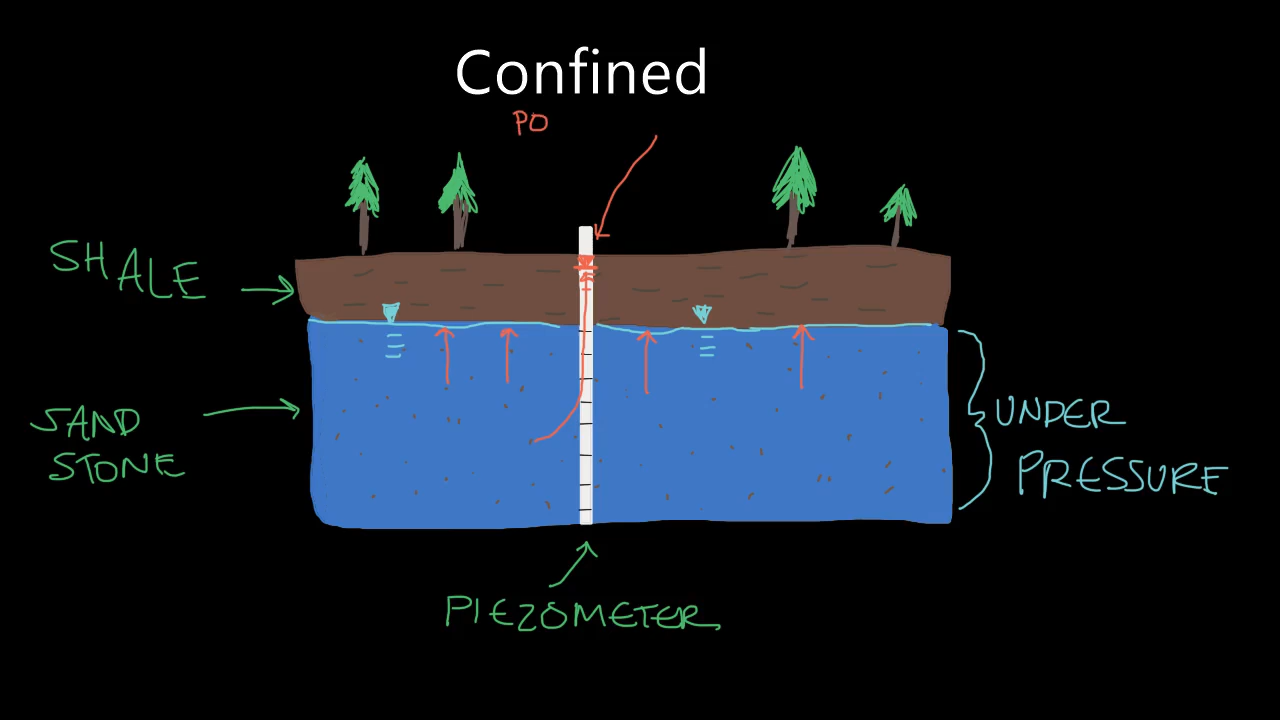 Confined
PO
SHALE
SAND
STONE
UNDER
PRESSURE
PIEZOMETER